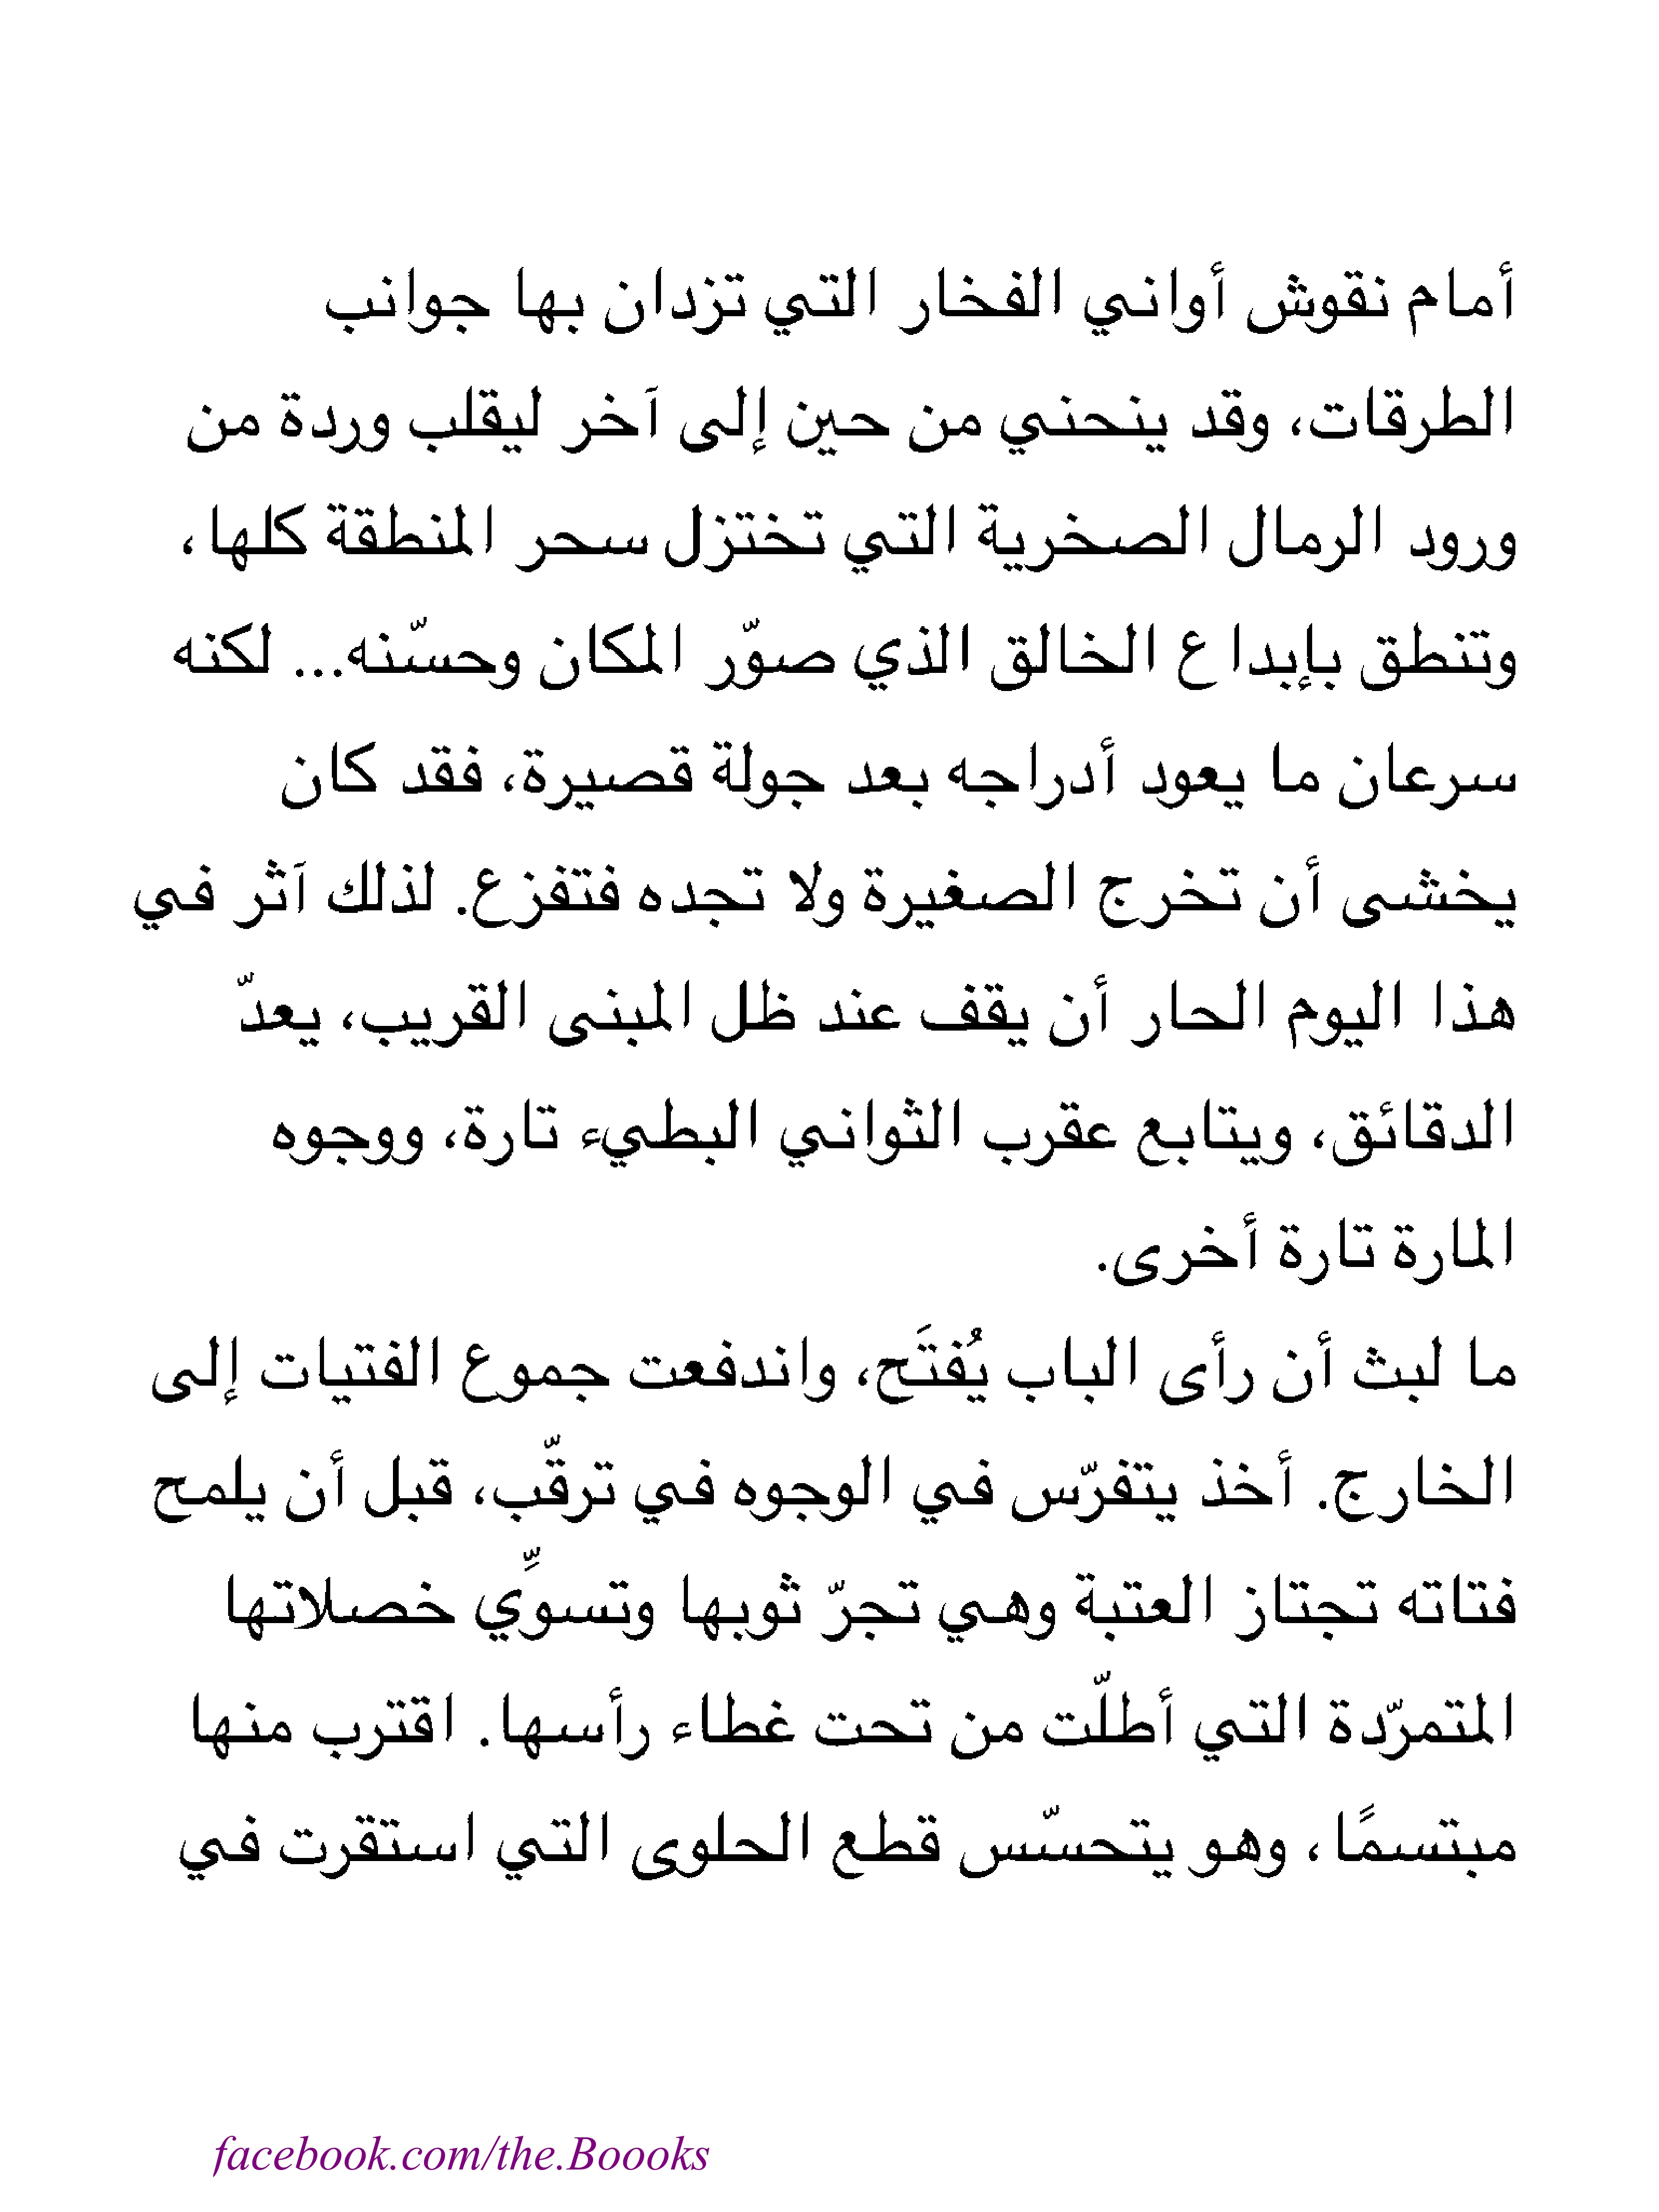 أمام نقوش أواني الفخار التي تزدان بها جوانب
الطرقات، وقد ينحني من حين إلى آخر ليقلب وردة من
ورود الرمال الصخرية التي تختزل سحر المنطقة كلها،
وتنطق بإبداع الخالق الذي صوّر المكان وحسّنه... لكنه
سرعان ما يعود أدراجه بعد جولة قصيرة، فقد كان
يخشى أن تخرج الصغيرة ولا تجده فتفزع. لذلك آثر في
هذا اليوم الحار أن يقف عند ظل المبنى القريب، يعدّ
الدقائق، ويتابع عقرب الثواني البطيء تارة، ووجوه
المارة تارة أخرى.
ما لبث أن رأى الباب يُفتَح، واندفعت جموع الفتيات إلى
الخارج. أخذ يتفرّس في الوجوه في ترقّب، قبل أن يلمح
فتاته تجتاز العتبة وهي تجرّ ثوبها وتسوِّي خصلاتها
المتمرّدة التي أطلّت من تحت غطاء رأسها. اقترب منها
مبتسمًا، وهو يتحسّس قطع الحلوى التي استقرت في
facebook.com/the.Boooks